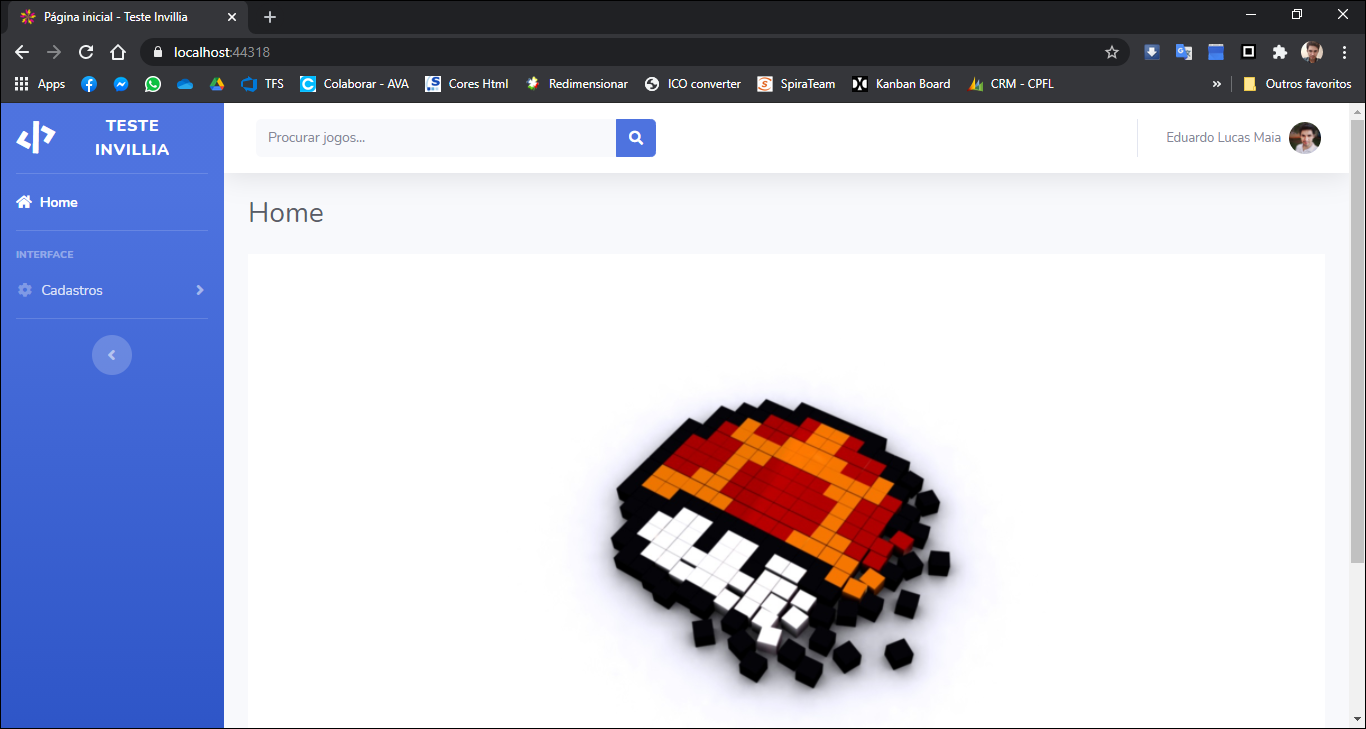 Página inicial - Teste Invillia
localhost:44318
Apps
TFS
Colaborar - AVA
Cores Html
Redimensionar
ICO converter
SpiraTeam
Kanban Board
CRM - CPFL
»
Outros favoritos
TESTE
INVILLIA
Procurar jogos...
Eduardo Lucas Maia
Home
INTERFACE
Cadastros
Home